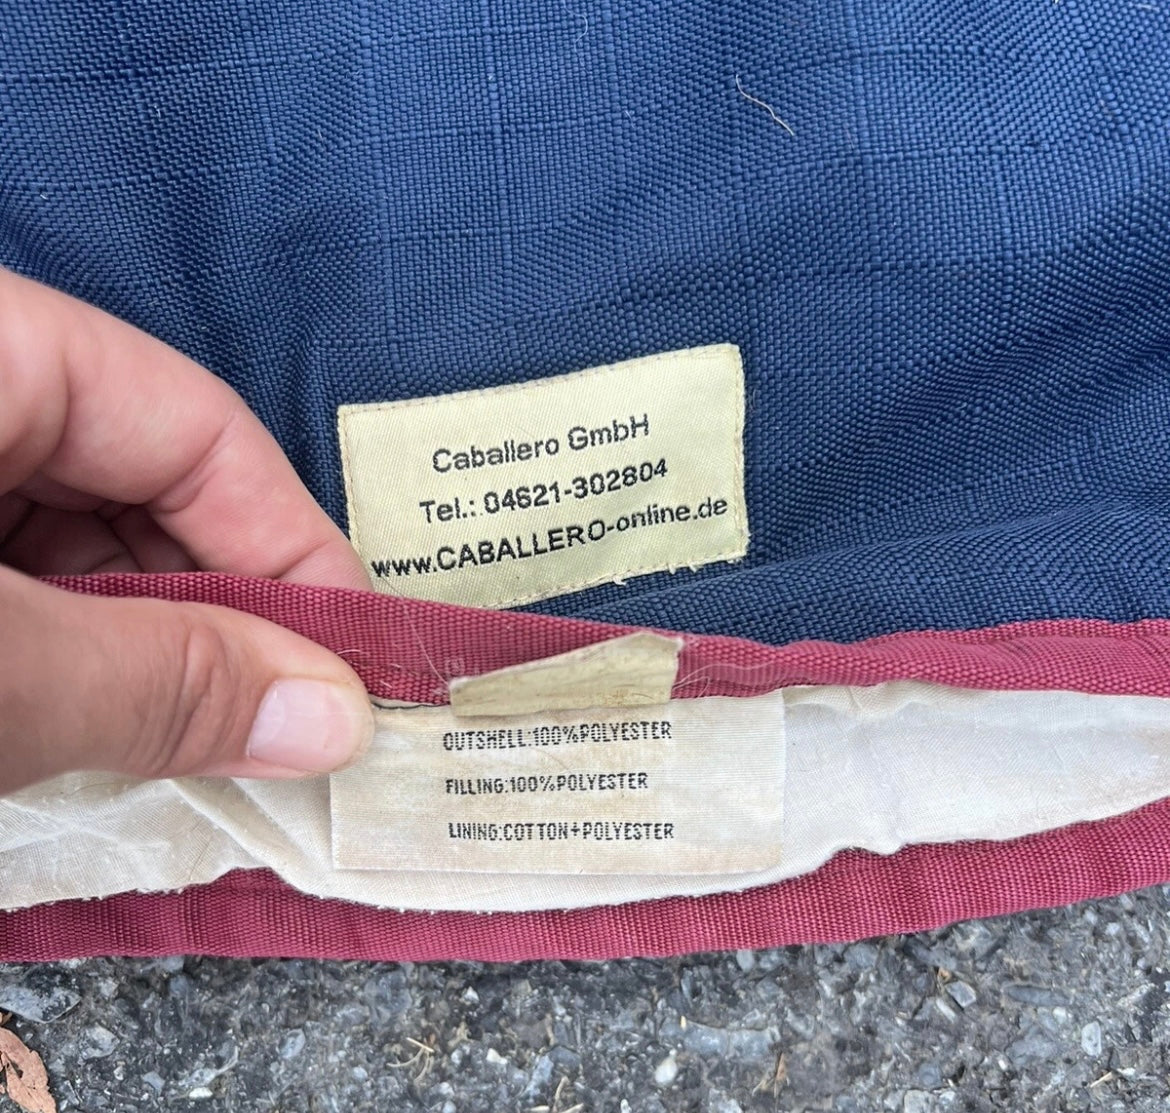 Caballero GmbH
Tel.: 04621-302804
www.CABALLERO-online.de
OUTSHELL:100%POLYESTER
FILLING:100%POLYESTER
LINING:COTTON+POLYESTER